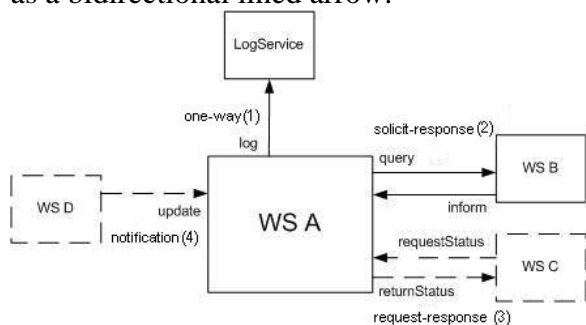 as a bidirectional lined arrow.
LogService
one-way(1)
log
solicit-response (2)
query
WS B
inform
WS D
update
notification (4)
WS A
requestStatus
WS C
returnStatus
request-response (3)